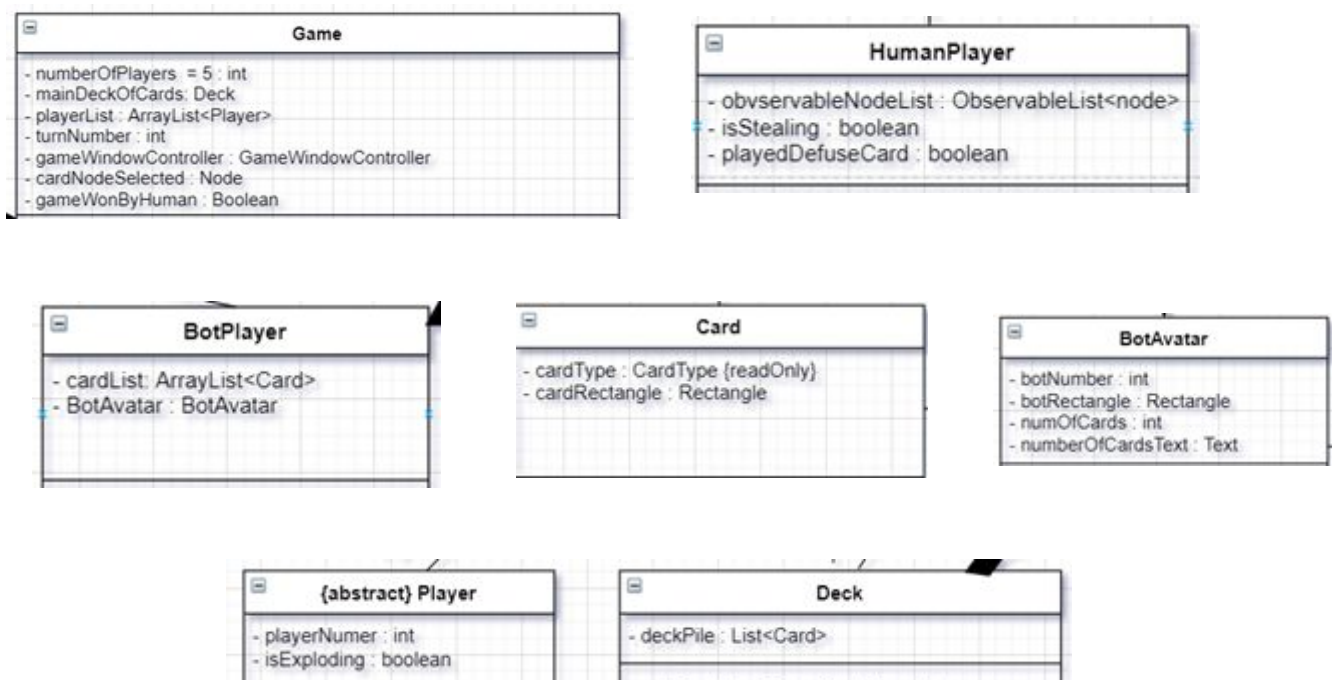 Game
- numberOfPlayers = 5 : int
- mainDeckOfCards: Deck
- playerList : ArrayList<Player>
- turnNumber : int
- gameWindowController : GameWindowController
- cardNodeSelected : Node
- gameWonByHuman : Boolean
HumanPlayer
- obvservableNodeList : ObservableList<node>
- isStealing : boolean
- playedDefuseCard : boolean
BotPlayer
- cardList: ArrayList<Card>
- BotAvatar : BotAvatar
Card
- cardType : CardType {readOnly}
- cardRectangle : Rectangle
BotAvatar
- botNumber : int
- botRectangle : Rectangle
- numOfCards : int
- numberOfCardsText : Text
{abstract} Player
- playerNumer : int
- isExploding : boolean
Deck
- deckPile : List<Card>